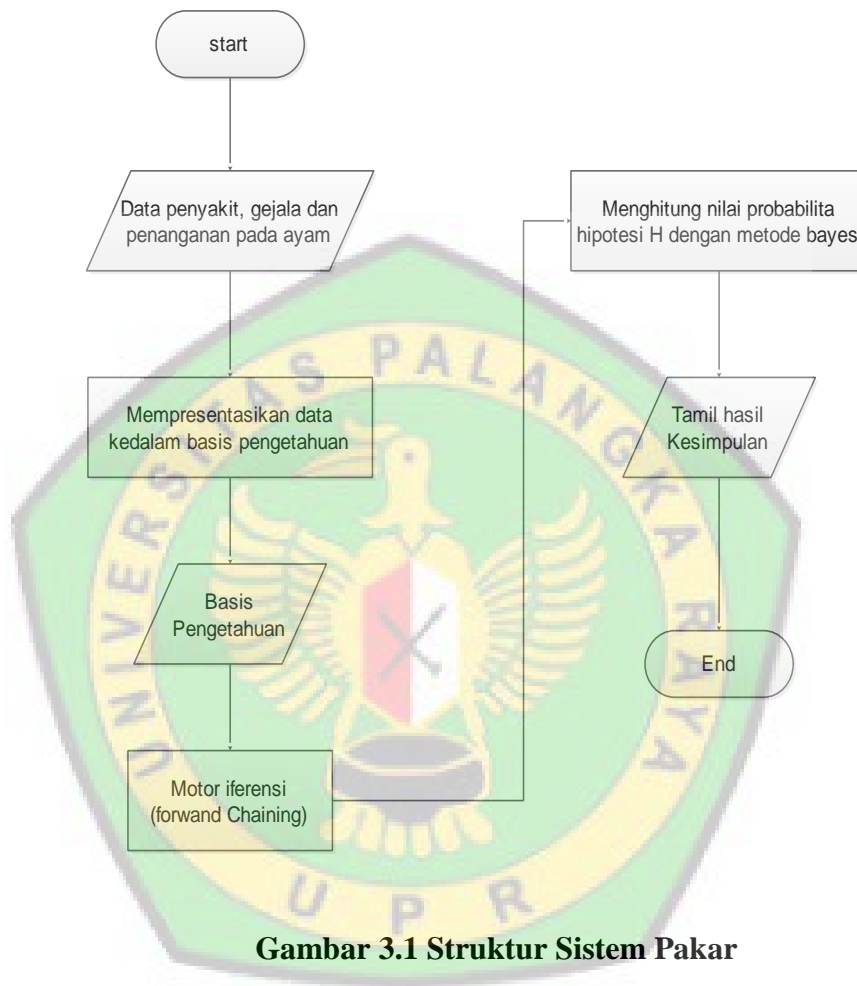 start
Data penyakit, gejala dan
penanganan pada ayam
Mempresentasikan data
kedalam basis pengetahuan
Basis
Pengetahuan
Motor iferensi
(forwand Chaining)
Menghitung nilai probabilita
hipotesi H dengan metode bayes
Tamil hasil
Kesimpulan
End
UNIVERSITAS PALANGKA RAYA
UPR
Gambar 3.1 Struktur Sistem Pakar